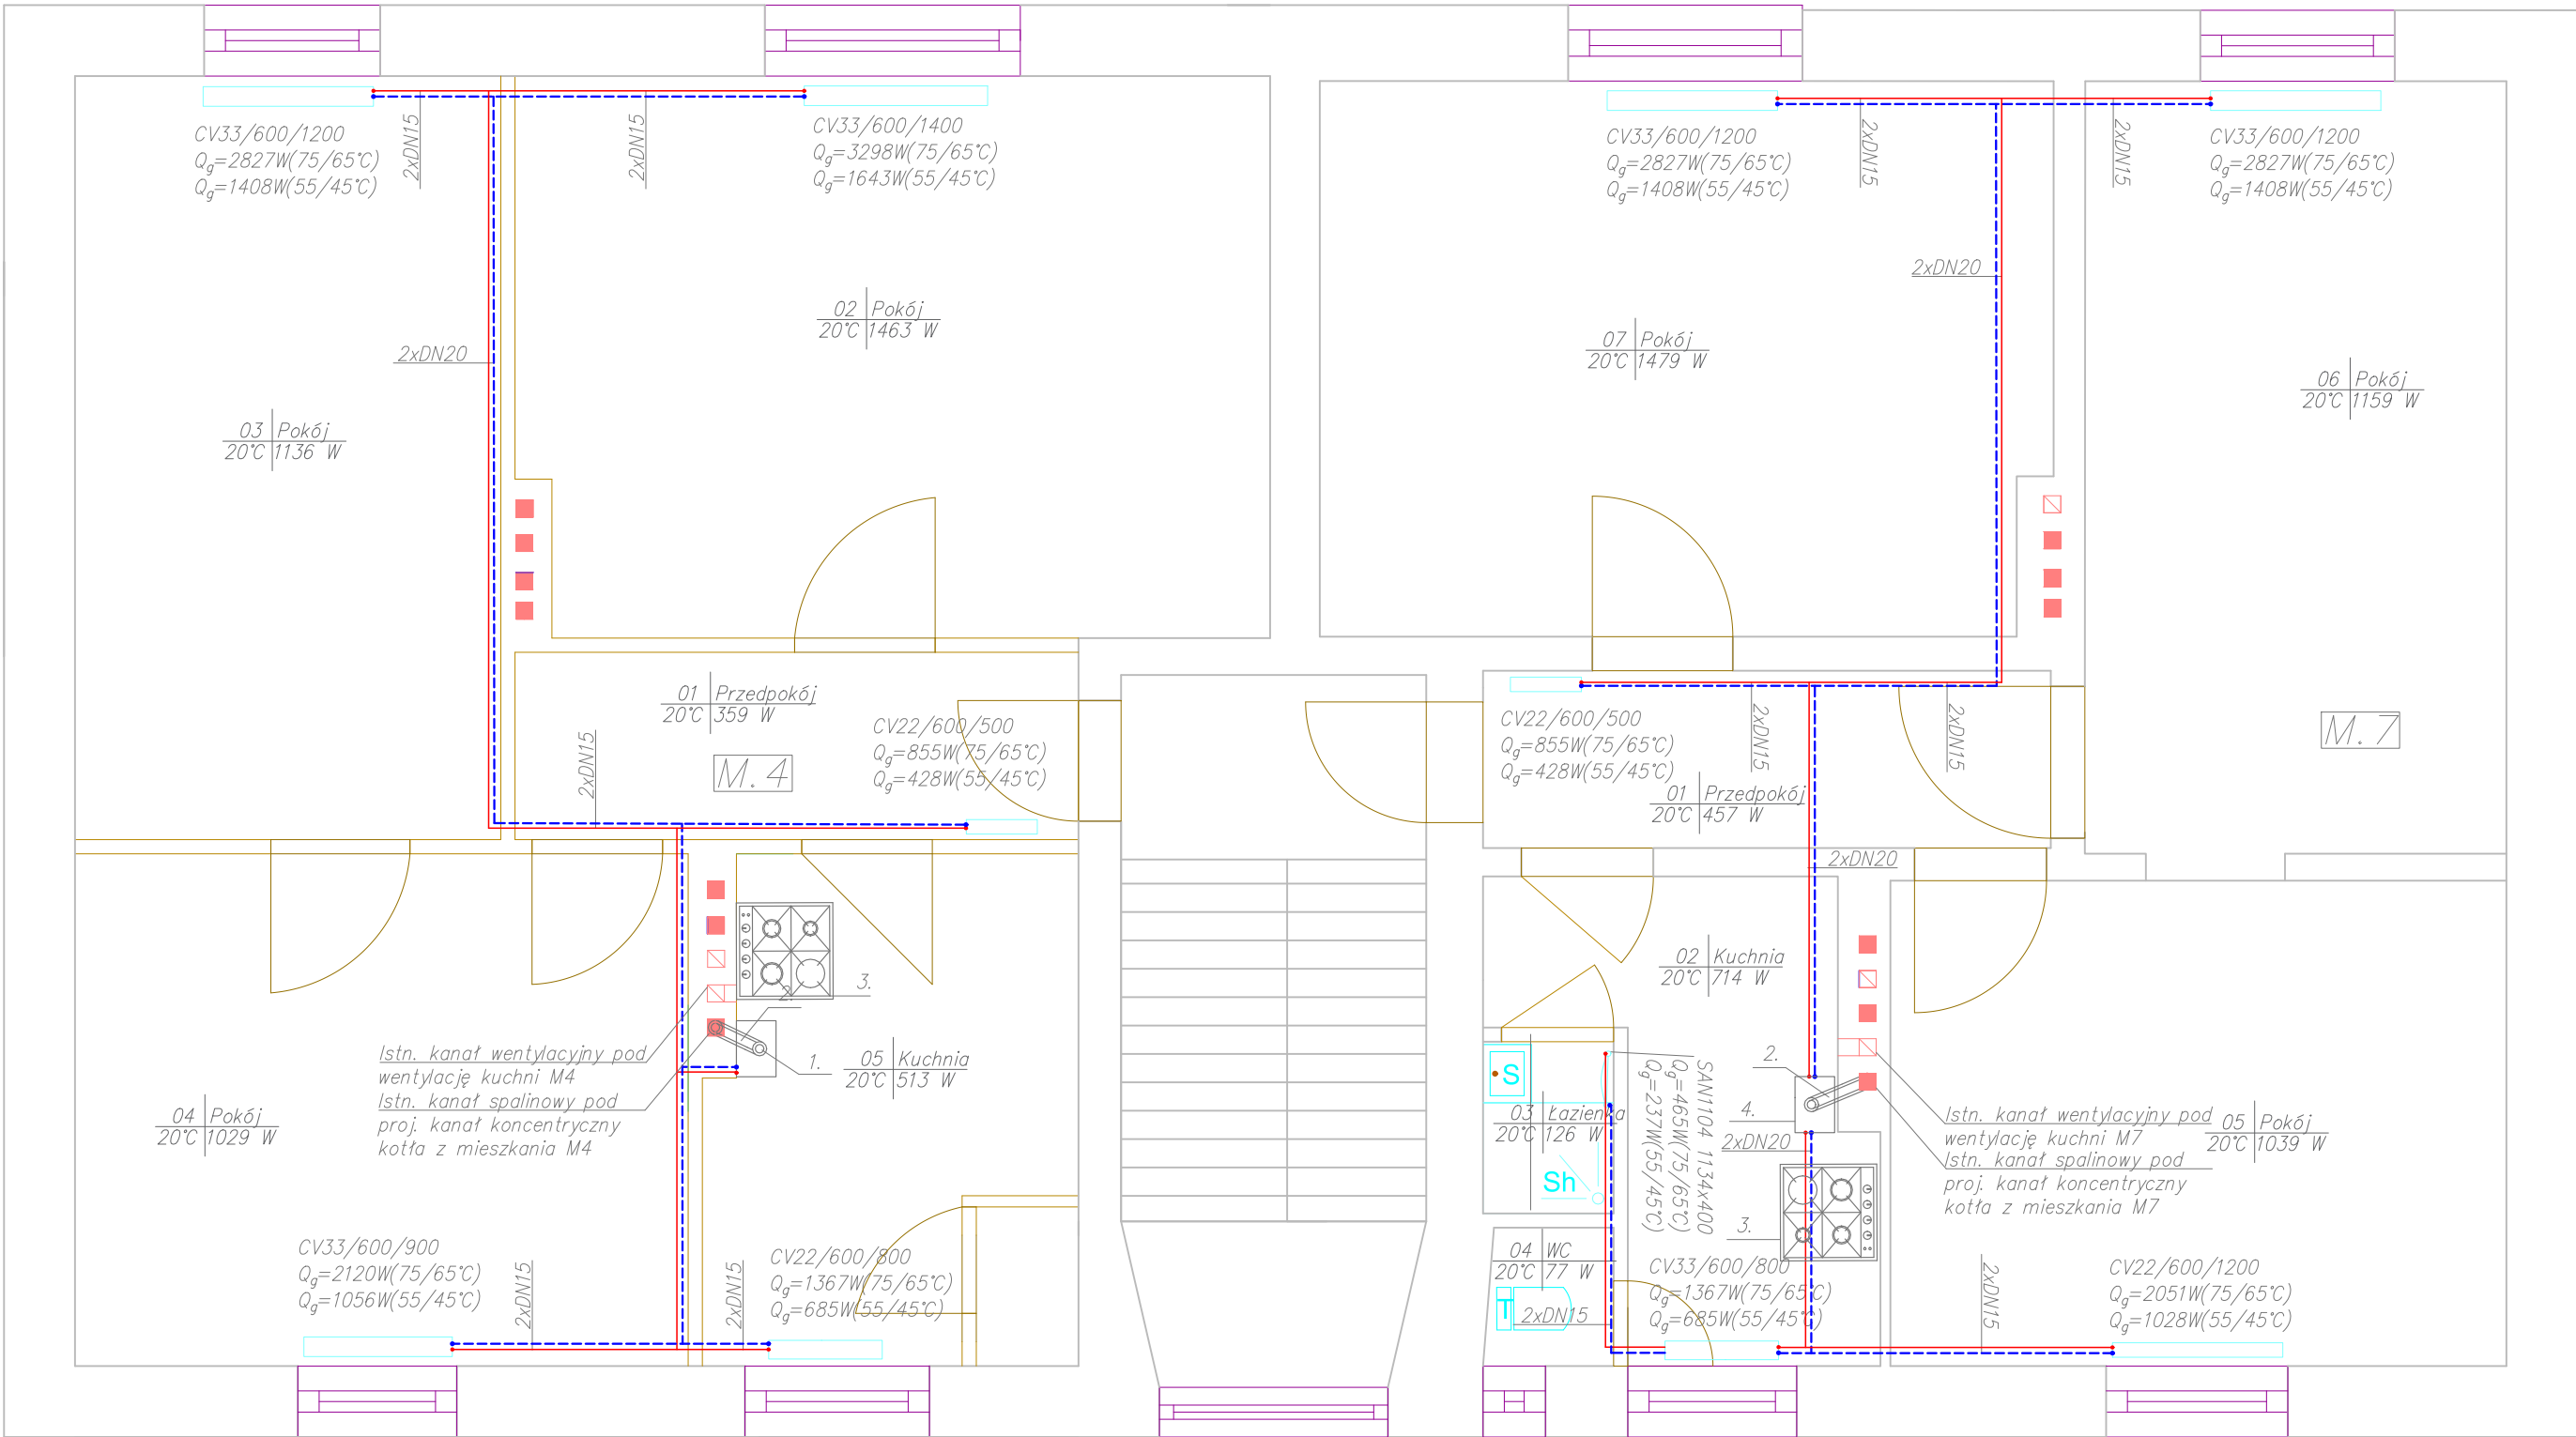 CV33/600/1200
Qg=2827W(75/65°C)
Qg=1408W(55/45°C)
2xDN15
2xDN15
CV33/600/1400
Qg=3298W(75/65°C)
Qg=1643W(55/45°C)
02 Pokój
20°C 1463 W
2xDN20
03 Pokój
20°C 1136 W
01 Przedpokój
20°C 359 W
M.4
2xDN15
CV22/600/500
Qg=855W(75/65°C)
Qg=428W(55/45°C)
3.
2.
1.
05 Kuchnia
20°C 513 W
Istn. kanał wentylacyjny pod
wentylację kuchni M4
Istn. kanał spalinowy pod
proj. kanał koncentryczny
kotła z mieszkania M4
04 Pokój
20°C 1029 W
CV33/600/900
Qg=2120W(75/65°C)
Qg=1056W(55/45°C)
2xDN15
2xDN15
CV22/600/800
Qg=1367W(75/65°C)
Qg=685W(55/45°C)
CV33/600/1200
Qg=2827W(75/65°C)
Qg=1408W(55/45°C)
2xDN15
2xDN15
CV33/600/1200
Qg=2827W(75/65°C)
Qg=1408W(55/45°C)
2xDN20
07 Pokój
20°C 1479 W
06 Pokój
20°C 1159 W
M.7
CV22/600/500
Qg=855W(75/65°C)
Qg=428W(55/45°C)
2xDN15
2xDN15
01 Przedpokój
20°C 457 W
2xDN20
02 Kuchnia
20°C 714 W
S
03 Łazienka
20°C 126 W
Sh
SAN1104 1134x400
Qg=465W(75/65°C)
Qg=237W(55/45°C)
2.
4.
2xDN20
3.
Istn. kanał wentylacyjny pod
wentylację kuchni M7
Istn. kanał spalinowy pod
proj. kanał koncentryczny
kotła z mieszkania M7
05 Pokój
20°C 1039 W
04 WC
20°C 77 W
T
2xDN15
CV33/600/800
Qg=1367W(75/65°C)
Qg=685W(55/45°C)
2xDN15
CV22/600/1200
Qg=2051W(75/65°C)
Qg=1028W(55/45°C)